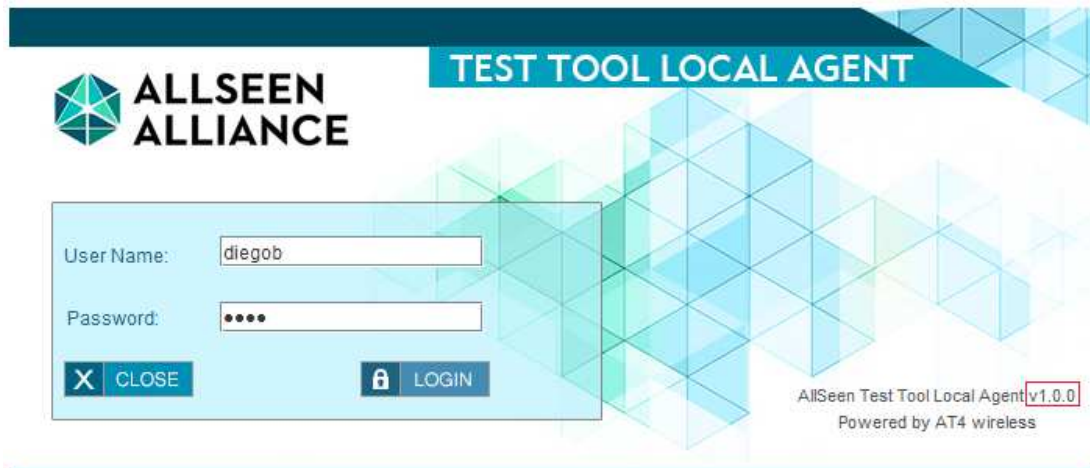 TEST TOOL LOCAL AGENT
ALLSEEN
ALLIANCE
User Name: diegob
Password: ••••
X CLOSE
LOGIN
AllSeen Test Tool Local Agent v1.0.0
Powered by AT4 wireless